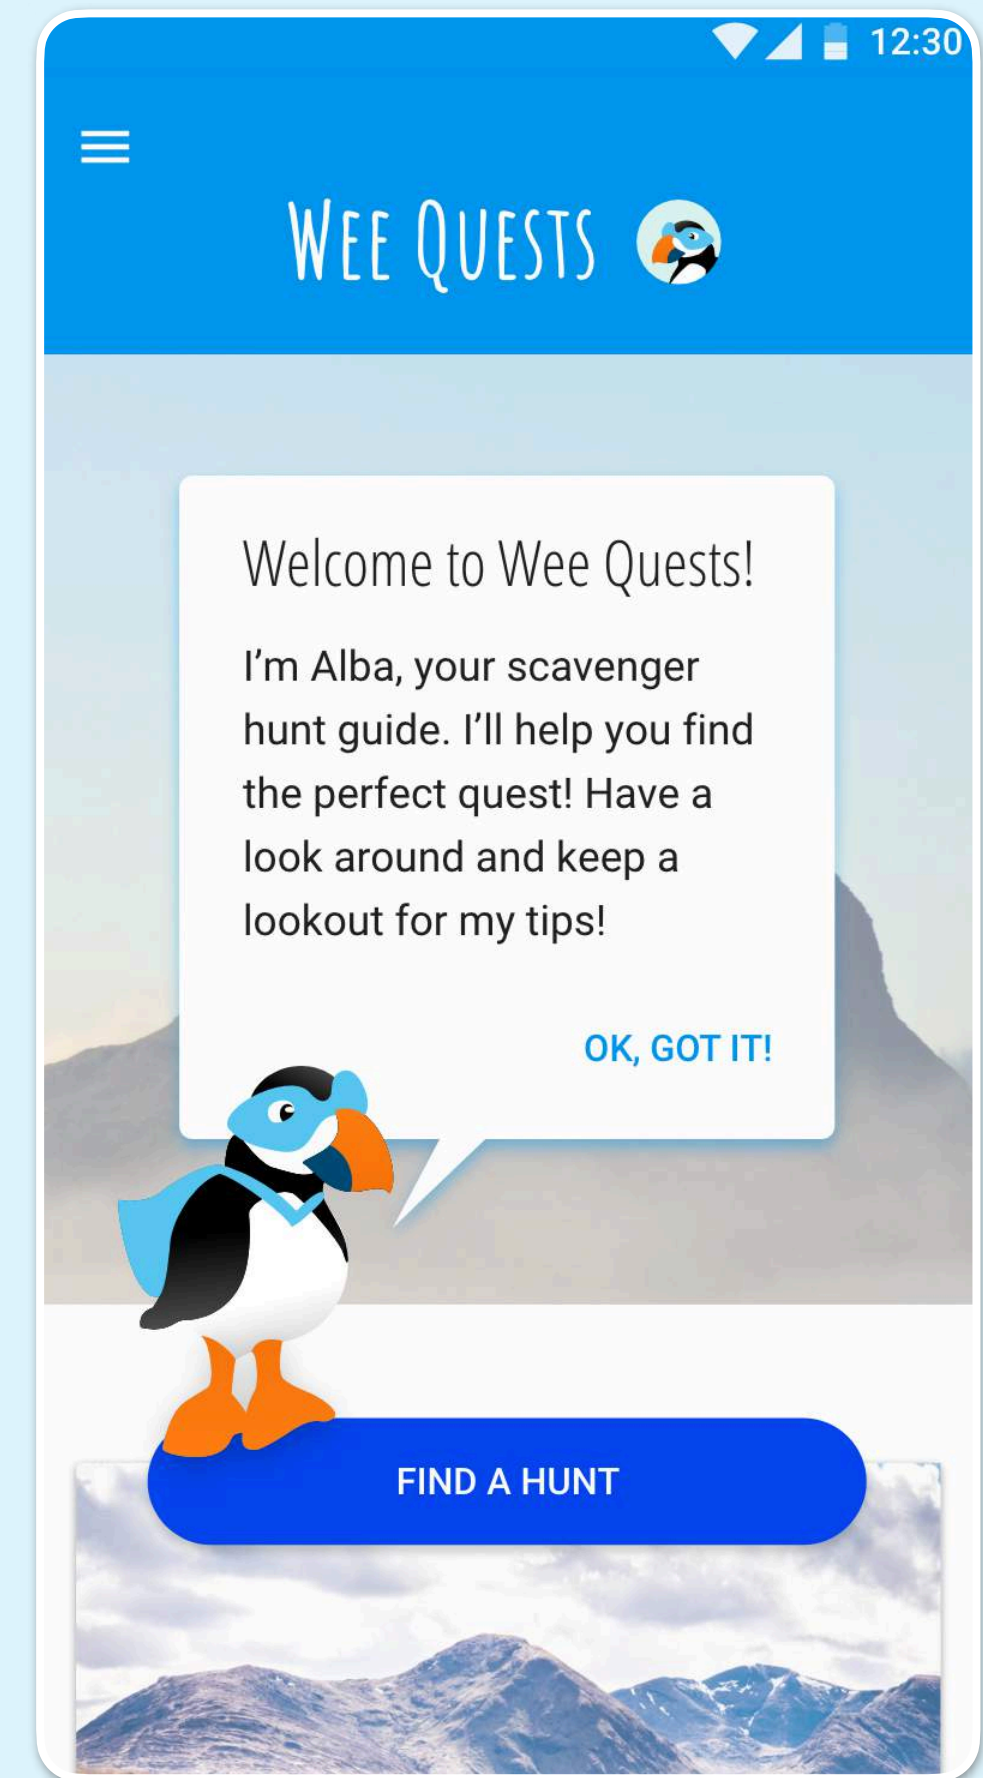 12:30
WEE QUESTS
Welcome to Wee Quests!
I’m Alba, your scavenger
hunt guide. I’ll help you find
the perfect quest! Have a
look around and keep a
lookout for my tips!
OK, GOT IT!
FIND A HUNT